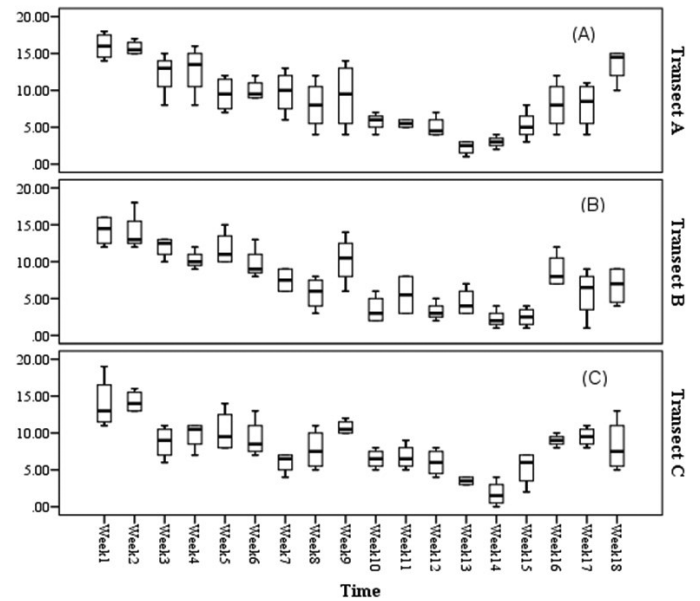 20.00
15.00
10.00
5.00
.00
(A)
Transect A
20.00
15.00
10.00
5.00
.00
(B)
Transect B
20.00
15.00
10.00
5.00
.00
(C)
Transect C
Week1
Week2
Week3
Week4
Week5
Week6
Week7
Week8
Week9
Week10
Week11
Week12
Week13
Week14
Week15
Week16
Week17
Week18
Time